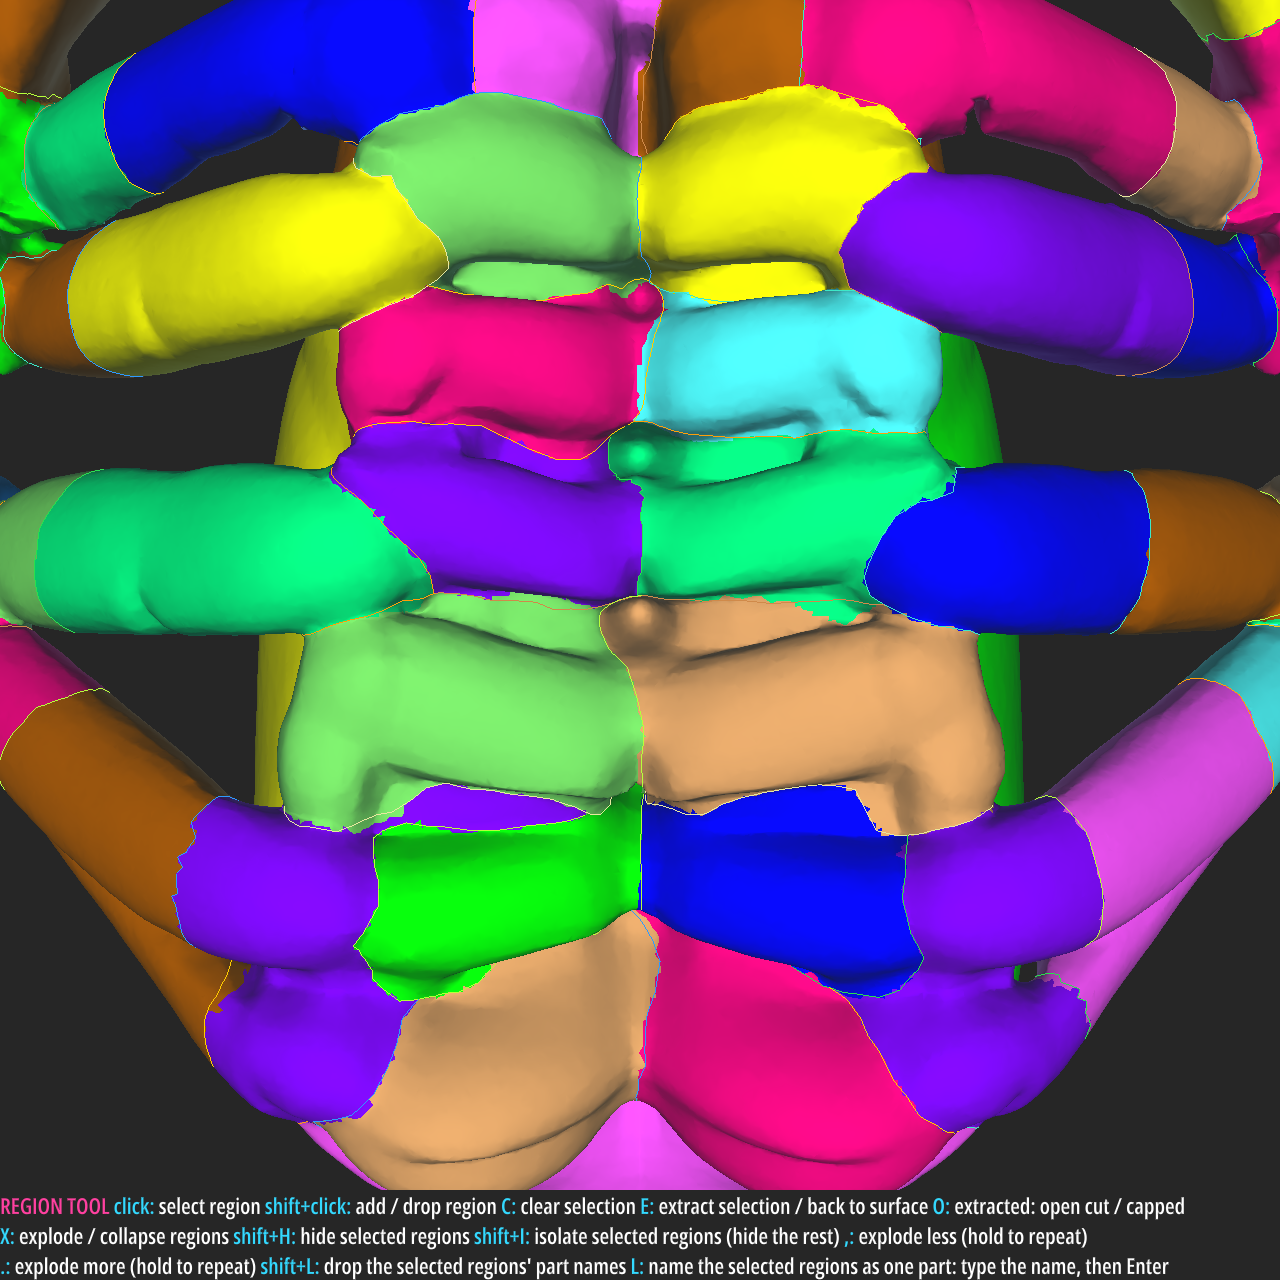 REGION TOOL click: select region shift+click: add / drop region C: clear selection E: extract selection / back to surface O: extracted: open cut / capped
X: explode / collapse regions shift+H: hide selected regions shift+I: isolate selected regions (hide the rest) ,: explode less (hold to repeat)
.: explode more (hold to repeat) shift+L: drop the selected regions' part names L: name the selected regions as one part: type the name, then Enter